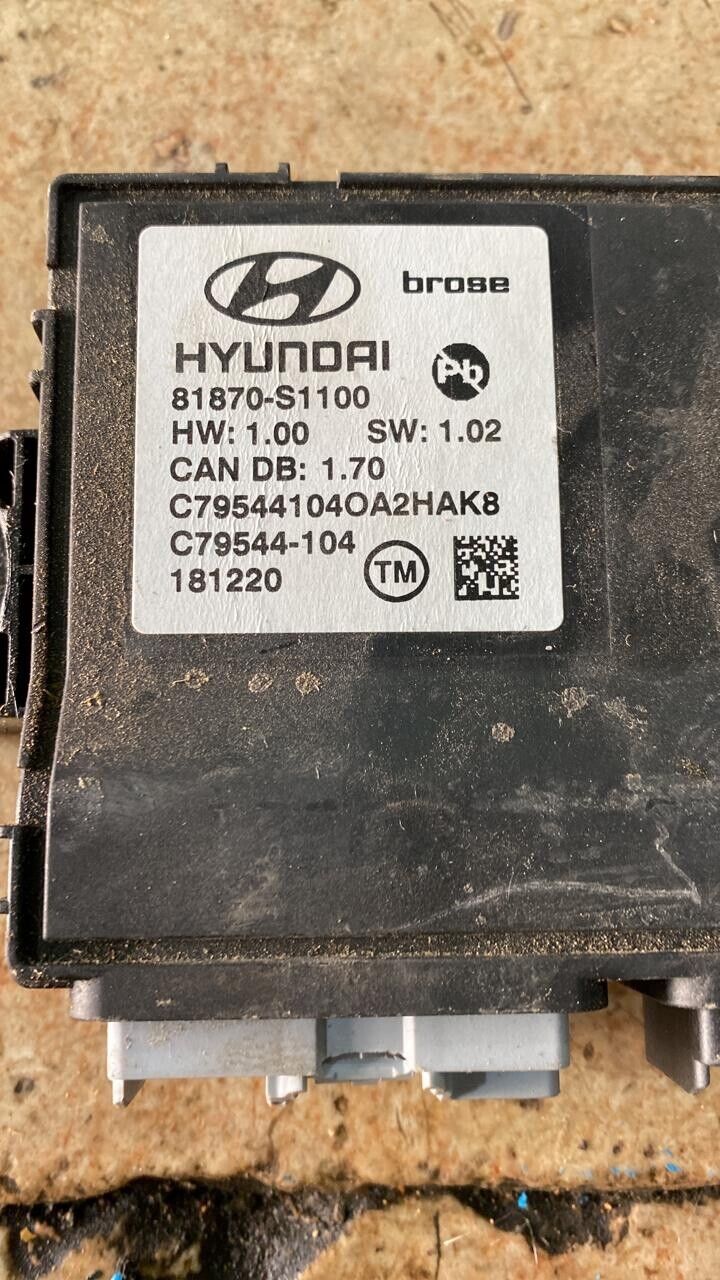 brose
HYUNDAI
Pb
81870-S1100
HW: 1.00 SW: 1.02
CAN DB: 1.70
C79544104OA2HAK8
C79544-104
181220
TM